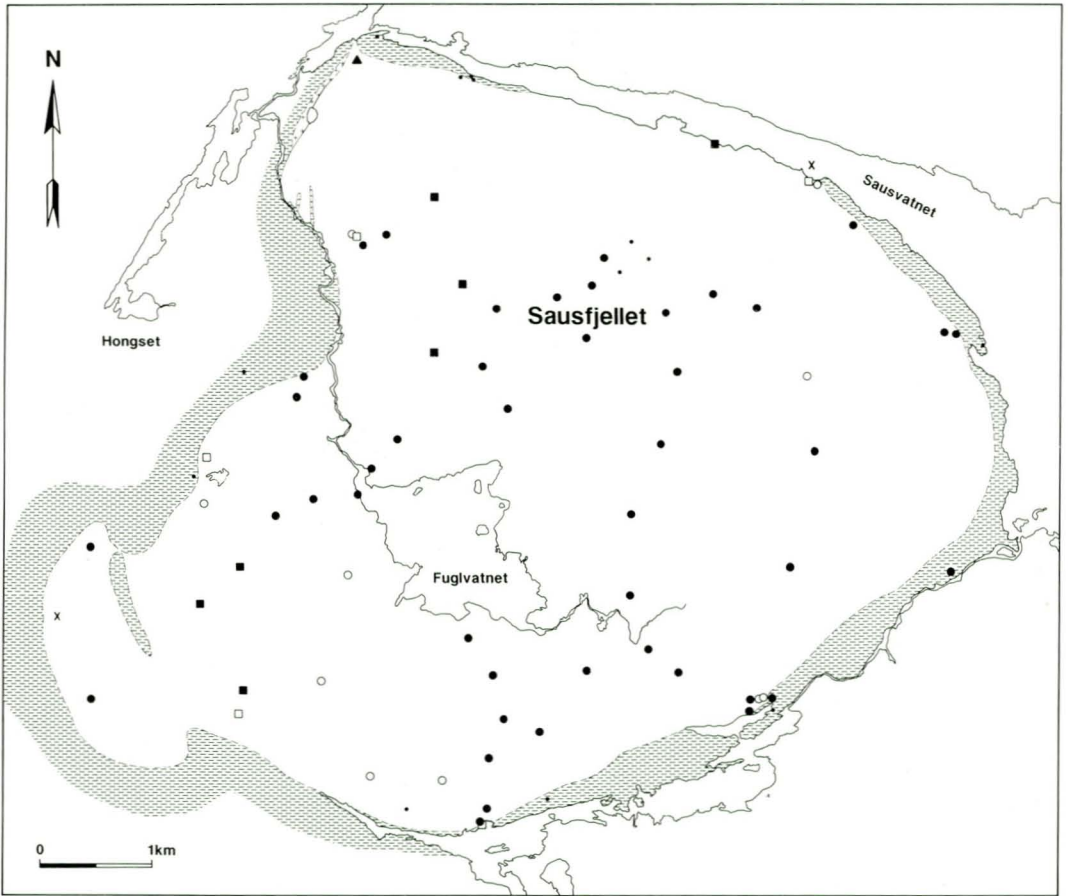 N
X
Sausvatnet
Sausfjellet
Hongset
Fuglvatnet
X
0 1km